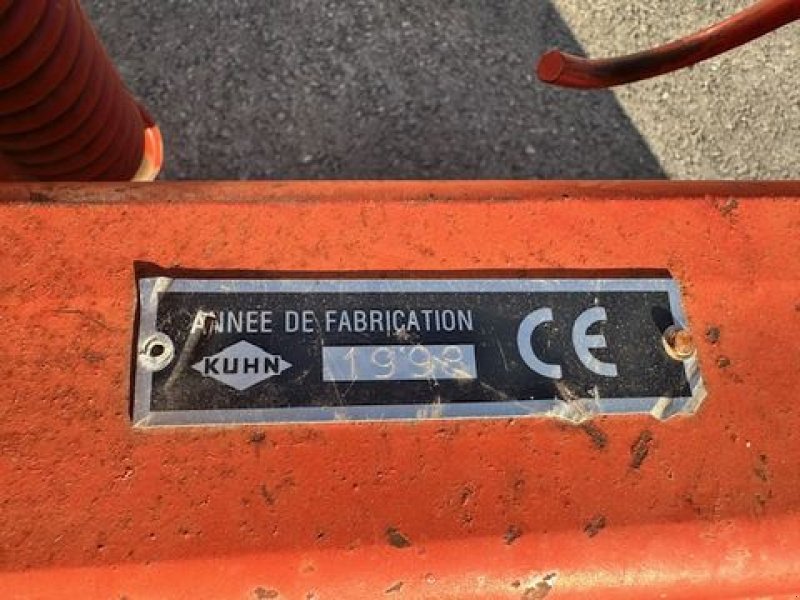 ANNEE DE FABRICATION
KUHN
1998
CE